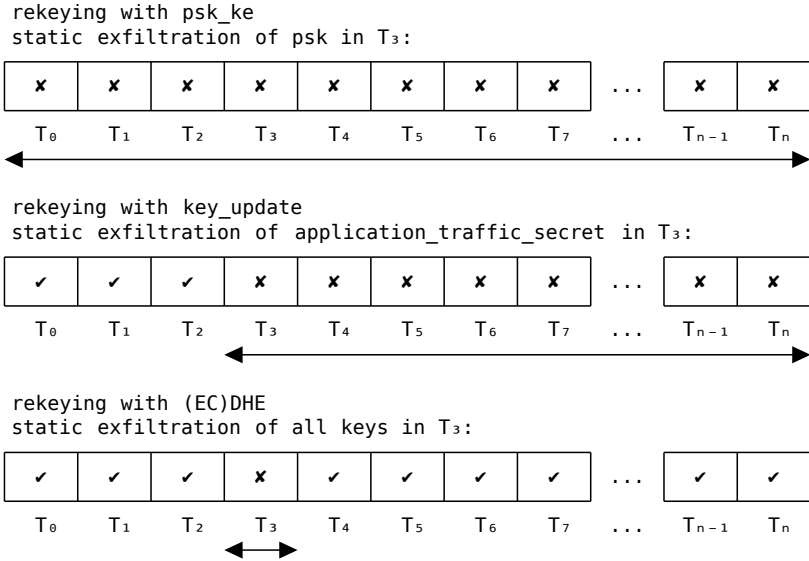 rekeying with psk_ke
static exfiltration of psk in T₃:
✘ ✘ ✘ ✘ ✘ ✘ ✘ ✘ ... ✘ ✘
T₀ T₁ T₂ T₃ T₄ T₅ T₆ T₇ ... Tₙ₋₁ Tₙ
rekeying with key_update
static exfiltration of application_traffic_secret in T₃:
✔ ✔ ✔ ✘ ✘ ✘ ✘ ✘ ... ✘ ✘
T₀ T₁ T₂ T₃ T₄ T₅ T₆ T₇ ... Tₙ₋₁ Tₙ
rekeying with (EC)DHE
static exfiltration of all keys in T₃:
✔ ✔ ✔ ✘ ✔ ✔ ✔ ✔ ... ✔ ✔
T₀ T₁ T₂ T₃ T₄ T₅ T₆ T₇ ... Tₙ₋₁ Tₙ